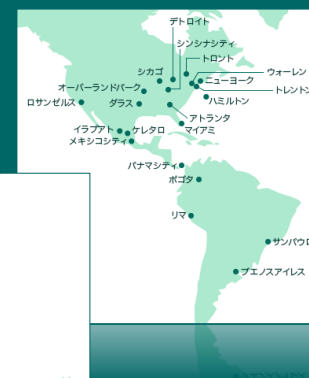 デトロイト
シンシナシティ
トロント
シカゴ
ウォーレン
ニューヨーク
オーバーランドパーク
トレントン
ロサンゼルス
ダラス
ハミルトン
アトランタ
イラプアト
ケレタロ
マイアミ
メキシコシティ
パナマシティ
ボゴタ
リマ
サンパウロ
ブエノスアイレス